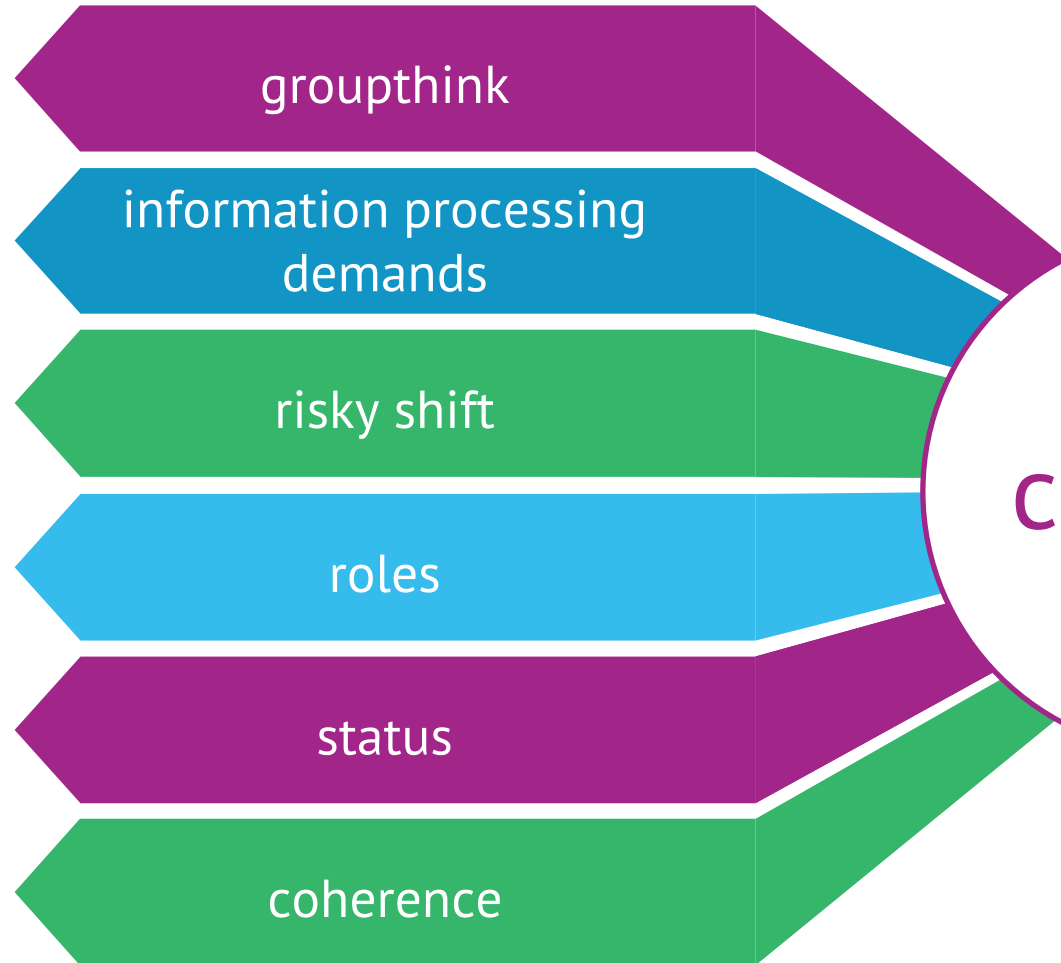 groupthink
information processing
demands
risky shift
roles
C
status
coherence